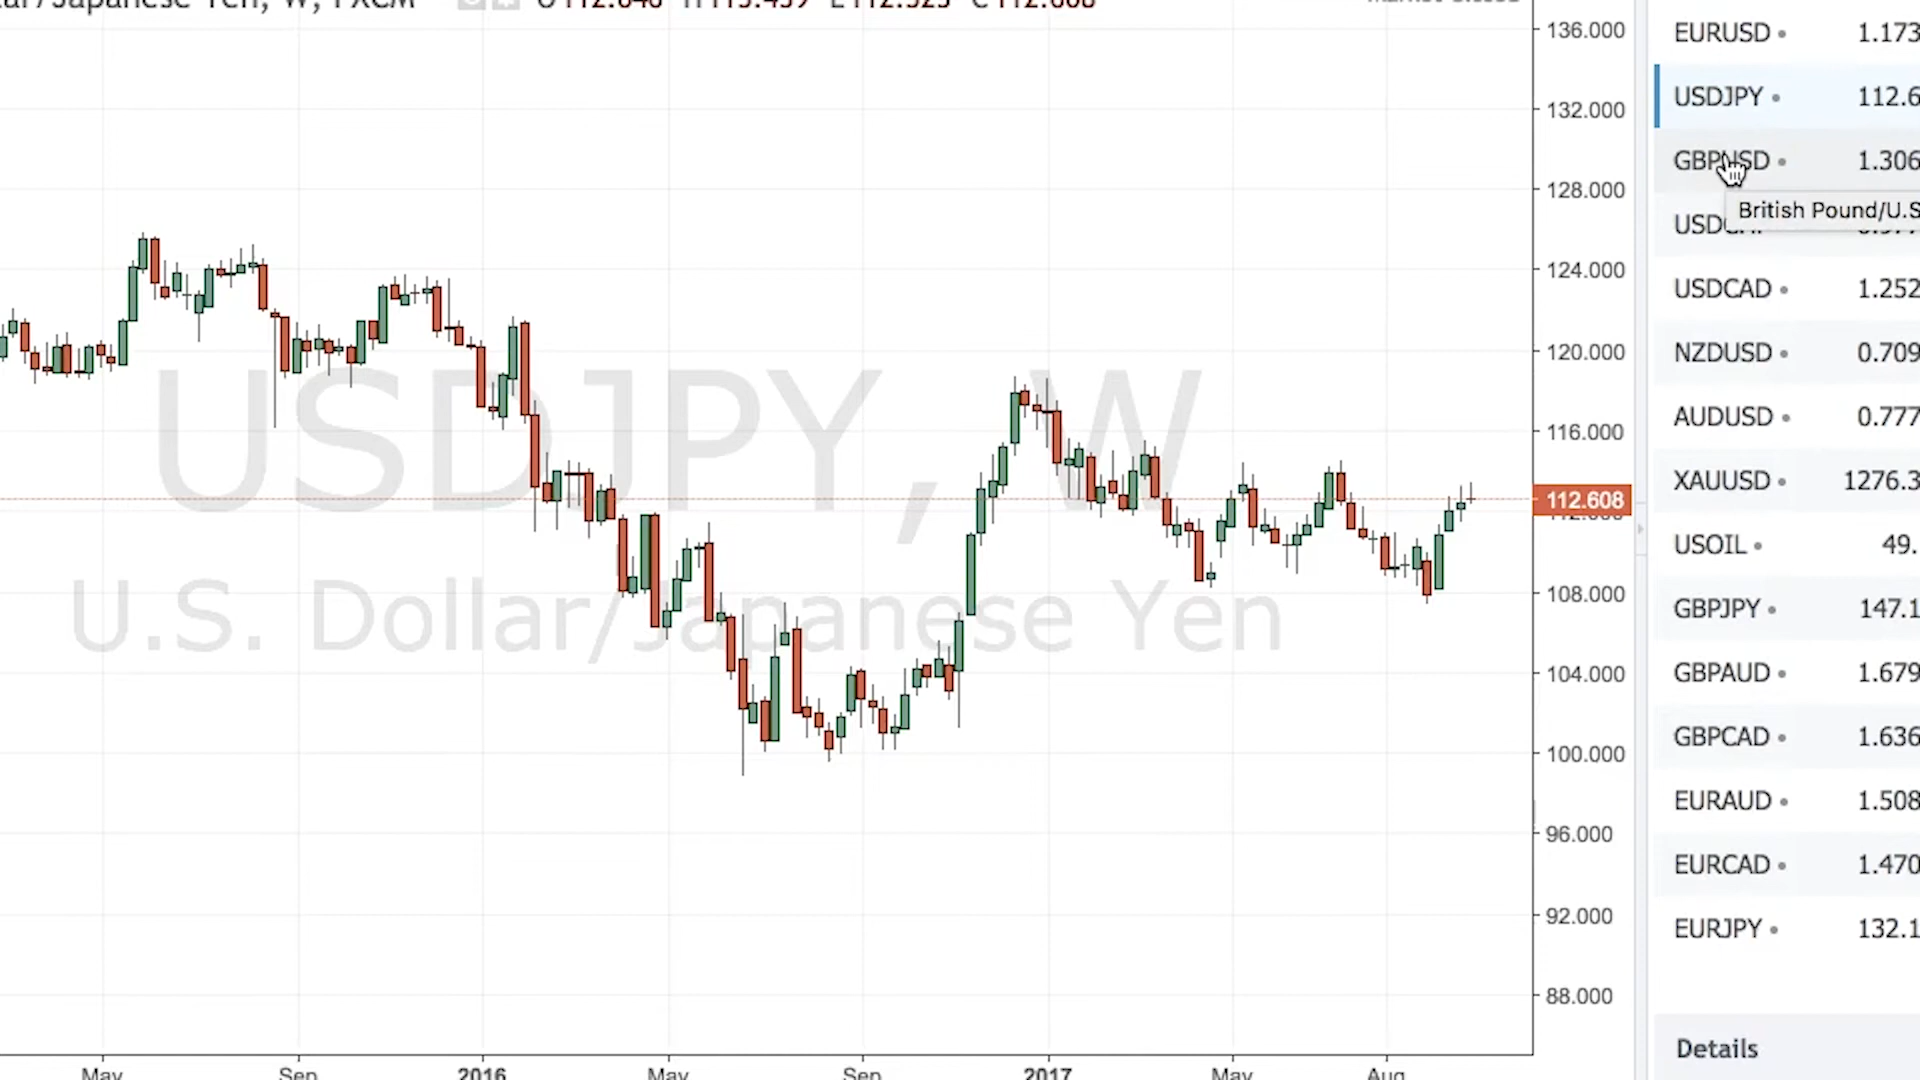 Yen, W, FXCM
136.000
132.000
128.000
124.000
120.000
116.000
112.608
108.000
104.000
100.000
96.000
92.000
88.000
USDJPY, W
U.S. Dollar/Japanese Yen
May
Sep
2016
May
Sep
2017
May
Aug
EURUSD 1.173
USDJPY 112.6
GBPUSD 1.306
British Pound/U.S
USDCAD 1.252
NZDUSD 0.709
AUDUSD 0.777
XAUUSD 1276.3
USOIL 49.
GBPJPY 147.1
GBPAUD 1.679
GBPCAD 1.636
EURAUD 1.508
EURCAD 1.470
EURJPY 132.1
Details